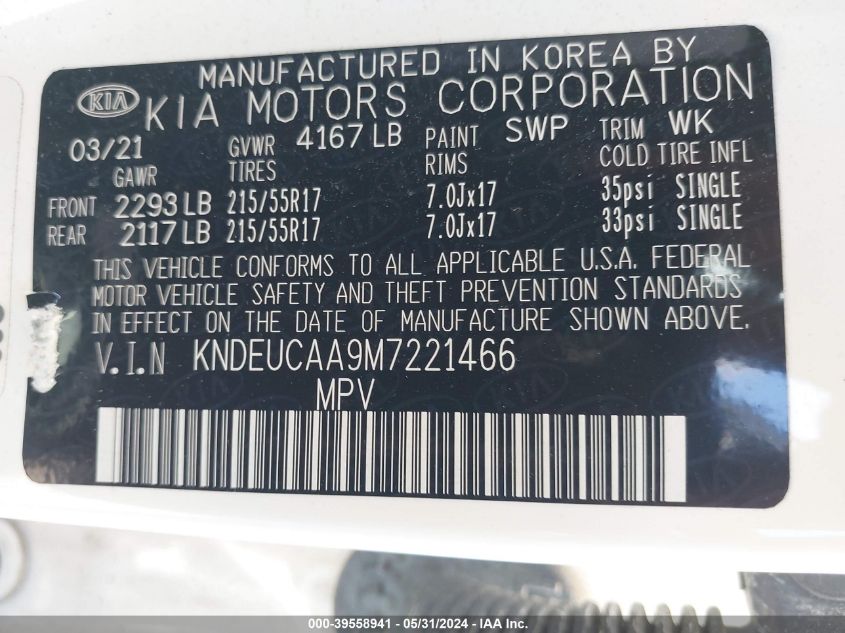 MANUFACTURED IN KOREA BY
KIA KIA MOTORS CORPORATION
03/21 GVWR 4167 LB PAINT SWP TRIM WK
GAWR TIRES RIMS COLD TIRE INFL
FRONT 2293 LB 215/55R17 7.0Jx17 35psi SINGLE
REAR 2117 LB 215/55R17 7.0Jx17 33psi SINGLE
THIS VEHICLE CONFORMS TO ALL APPLICABLE U.S.A. FEDERAL
MOTOR VEHICLE SAFETY AND THEFT PREVENTION STANDARDS
IN EFFECT ON THE DATE OF MANUFACTURE SHOWN ABOVE.
V.I.N KNDEUCAA9M7221466
MPV
000-39558941 - 05/31/2024 - IAA Inc.